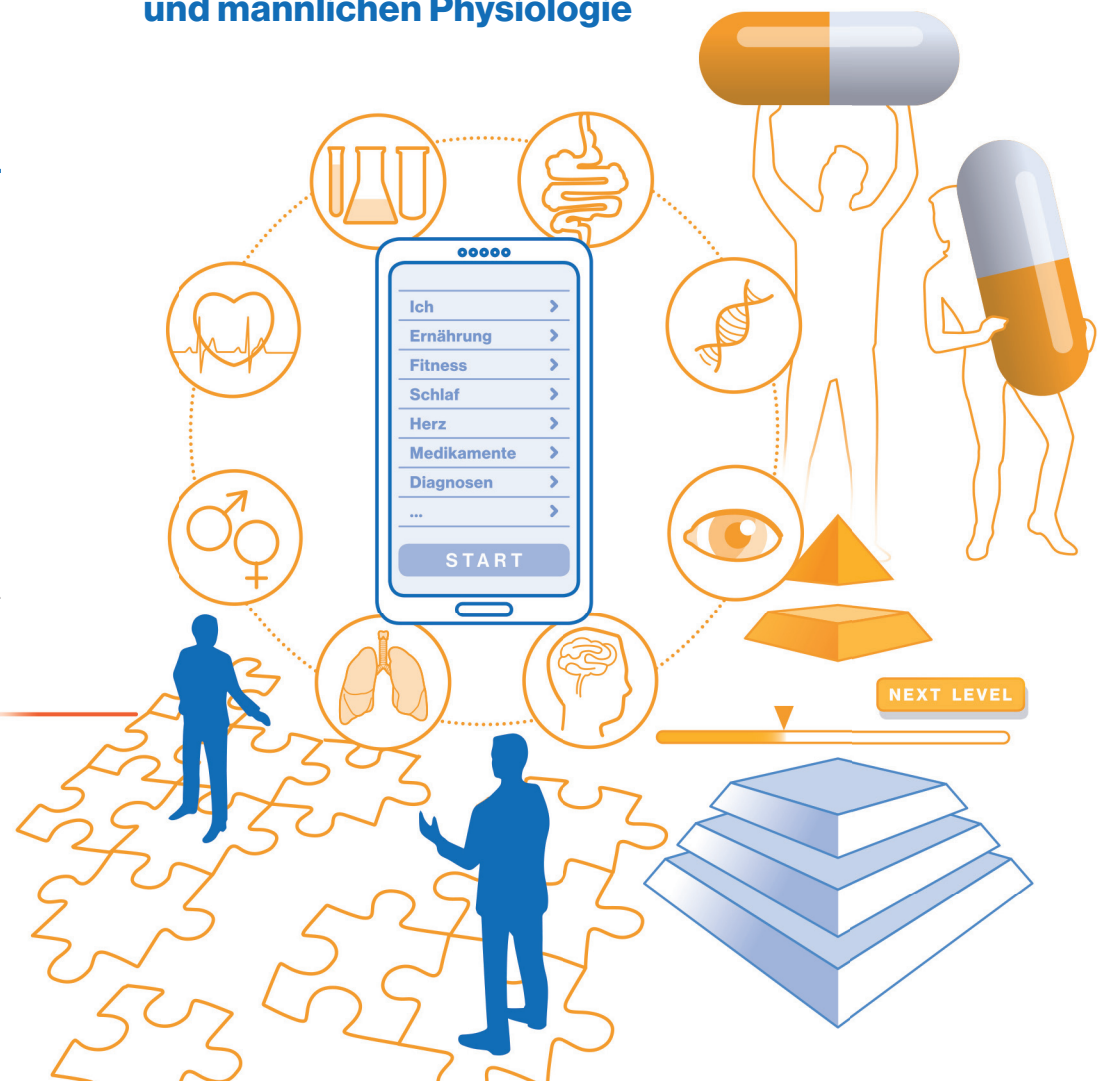 und männlichen Physiologie
Ich
Ernährung
Fitness
Schlaf
Herz
Medikamente
Diagnosen
...
START
NEXT LEVEL